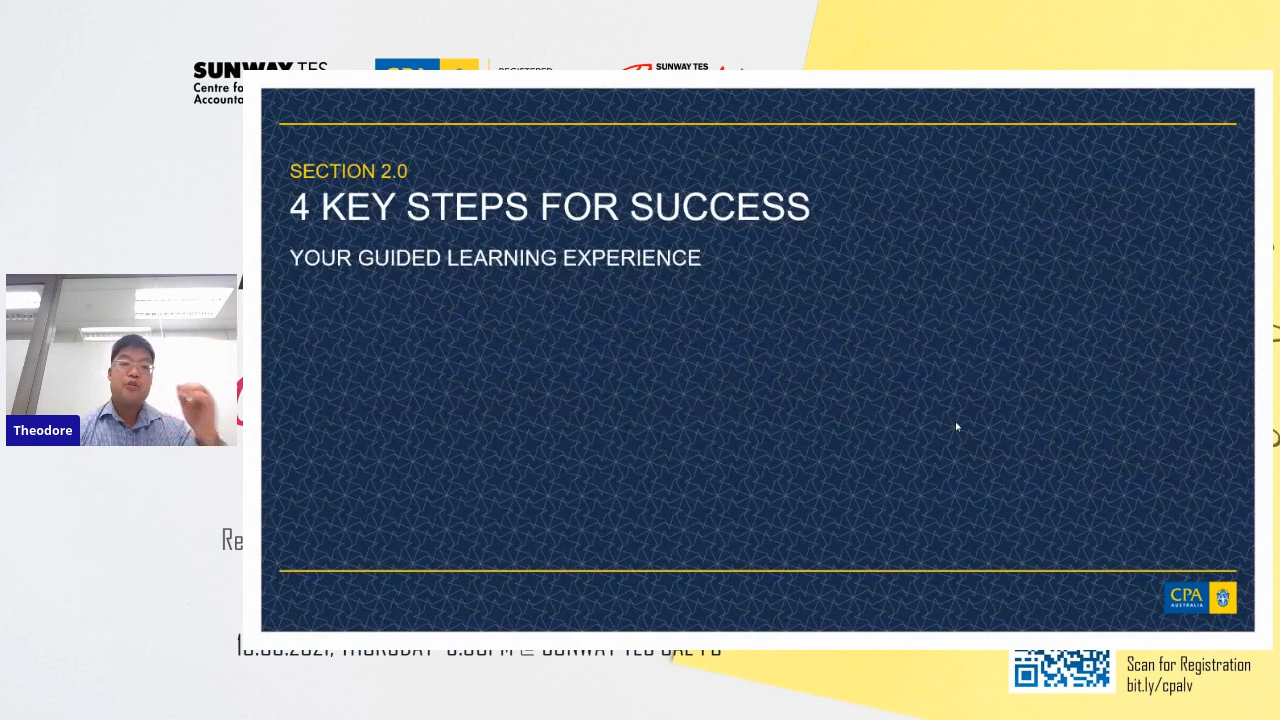 SUNWAY TES
Centre fo
Accounta
SUNWAY TES
SECTION 2.0
4 KEY STEPS FOR SUCCESS
YOUR GUIDED LEARNING EXPERIENCE
Theodore
Re
CPA
AUSTRALIA
Scan for Registration
bit.ly/cpalv